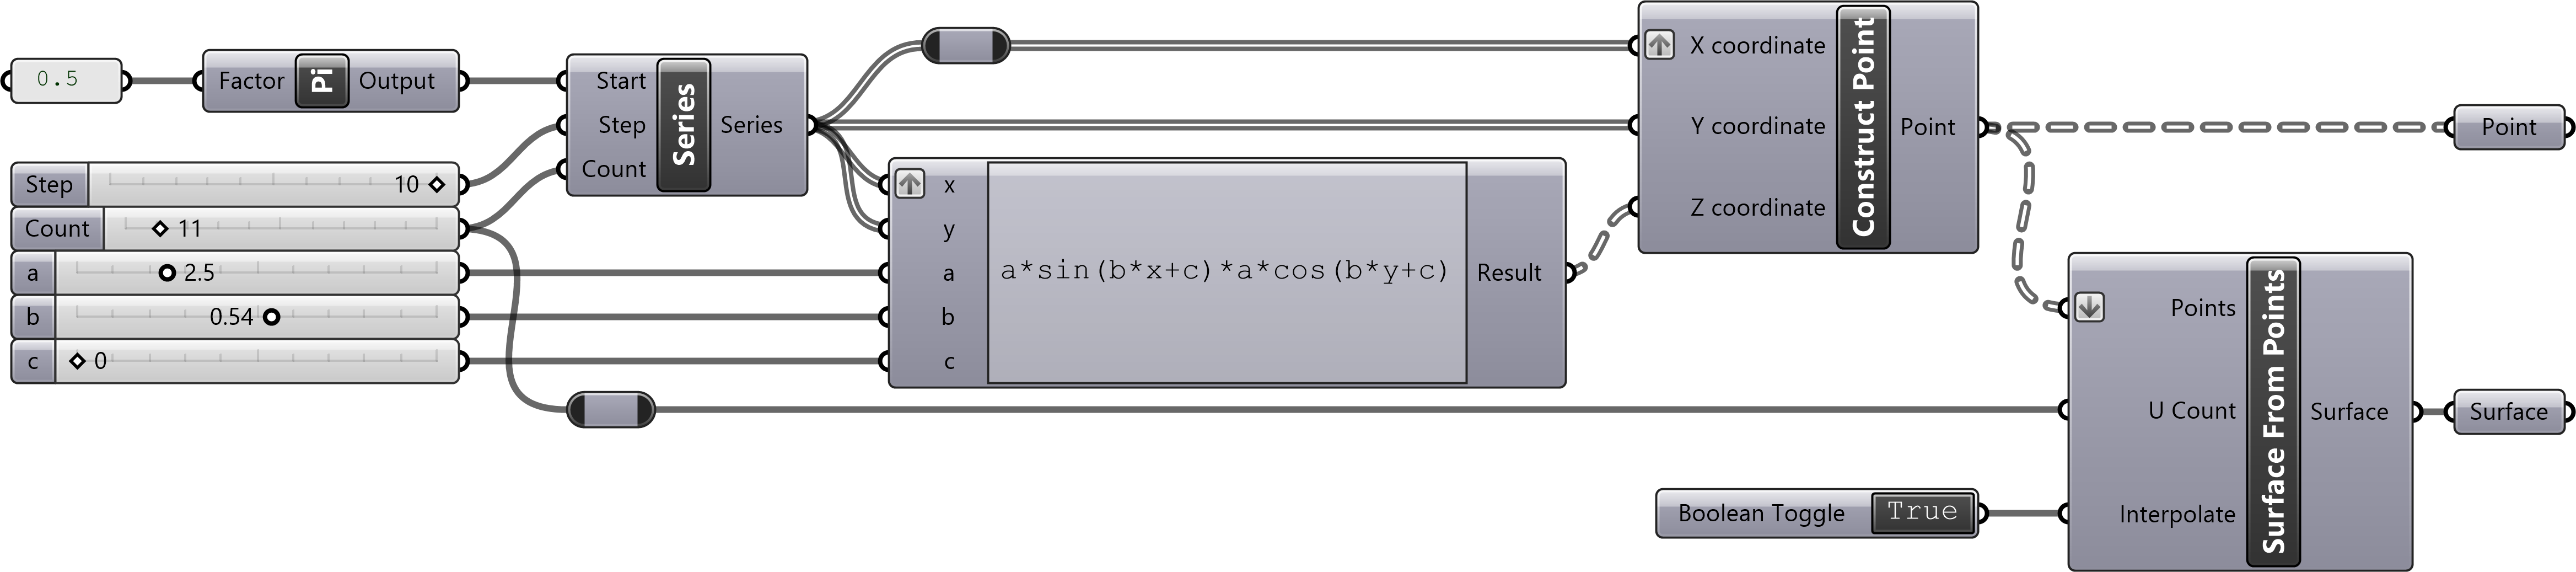 0.5
Factor
Pi
Output
Start
Step
Count
Series
Series
Step
10
Count
11
a
2.5
b
0.54
c
0
x
y
a
b
c
a*sin(b*x+c)*a*cos(b*y+c)
Result
X coordinate
Y coordinate
Z coordinate
Construct Point
Point
Point
Points
U Count
Interpolate
Surface From Points
Surface
Surface
Boolean Toggle
True